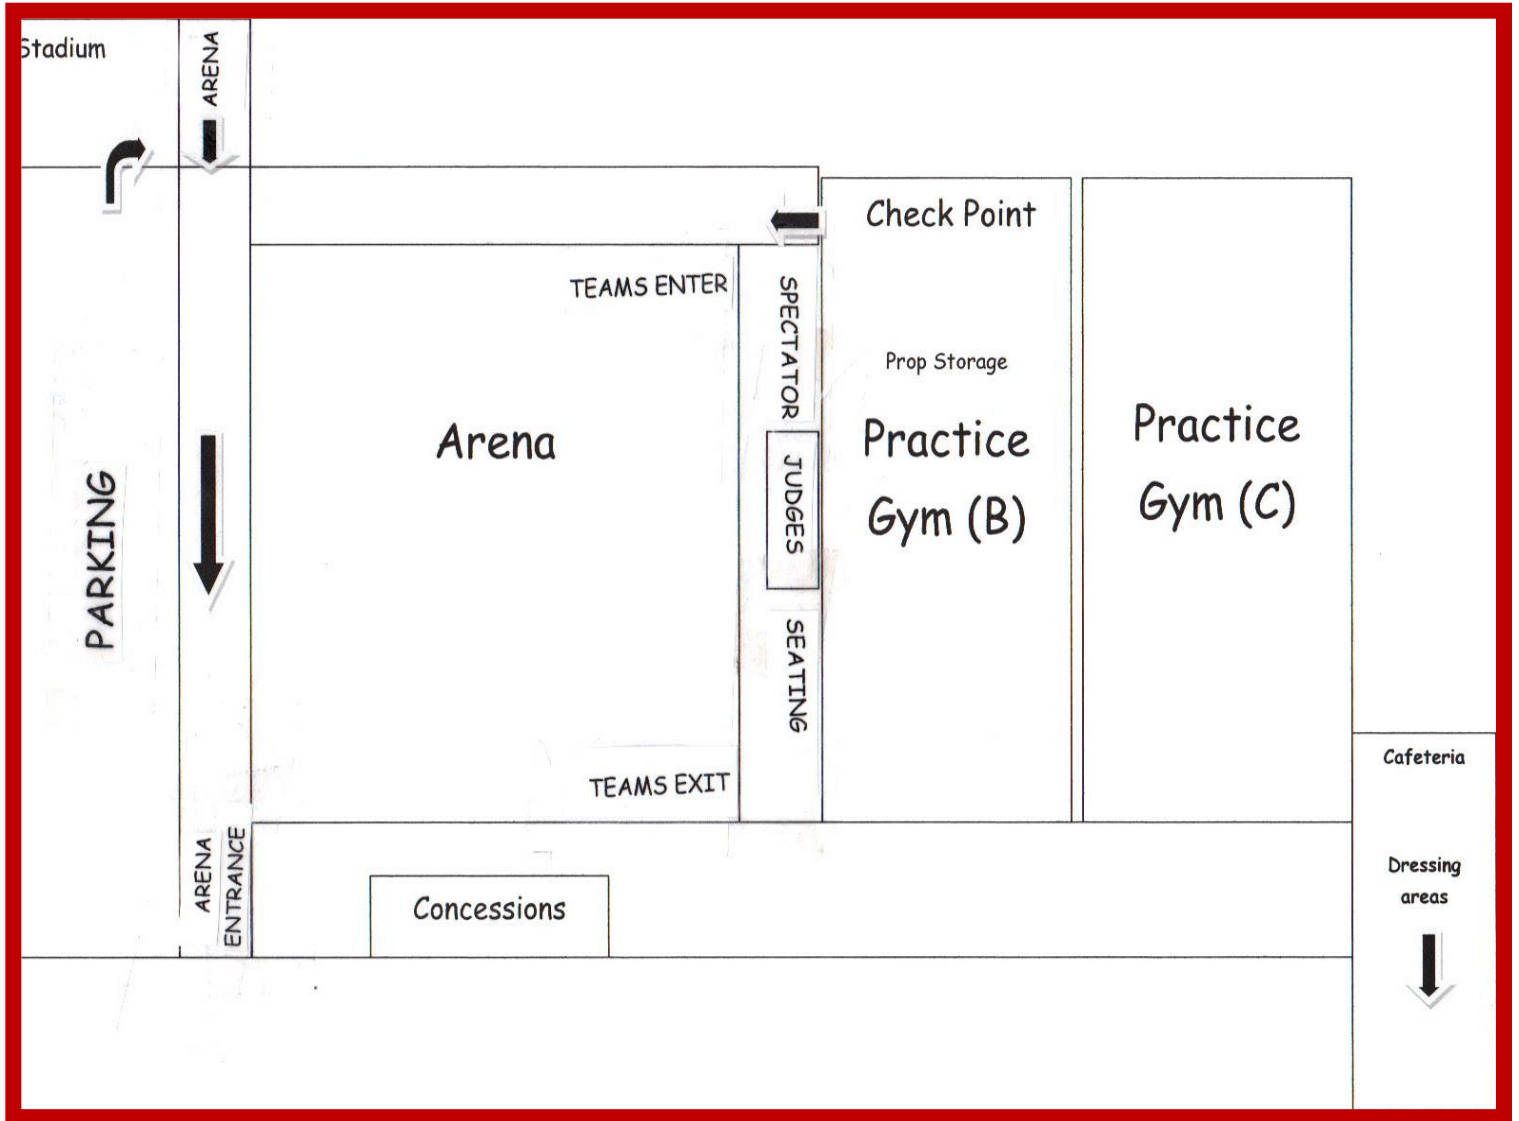 Stadium
ARENA
Check Point
TEAMS ENTER
SPECTATOR
Prop Storage
Arena
Practice
Gym (B)
Practice
Gym (C)
JUDGES
PARKING
SEATING
TEAMS EXIT
Cafeteria
ARENA
ENTRANCE
Concessions
Dressing
areas